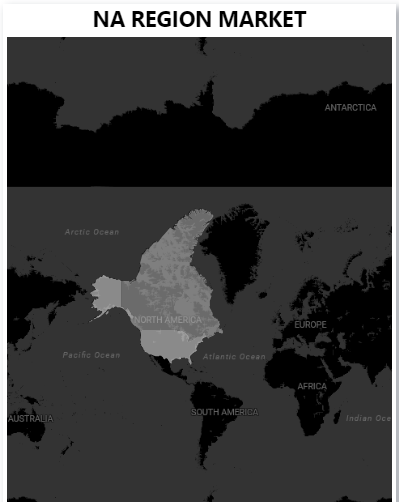 NA REGION MARKET
ANTARCTICA
Arctic Ocean
NORTH AMERICA
EUROPE
Pacific Ocean
Atlantic Ocean
AFRICA
SOUTH AMERICA
AUSTRALIA
Indian Oce